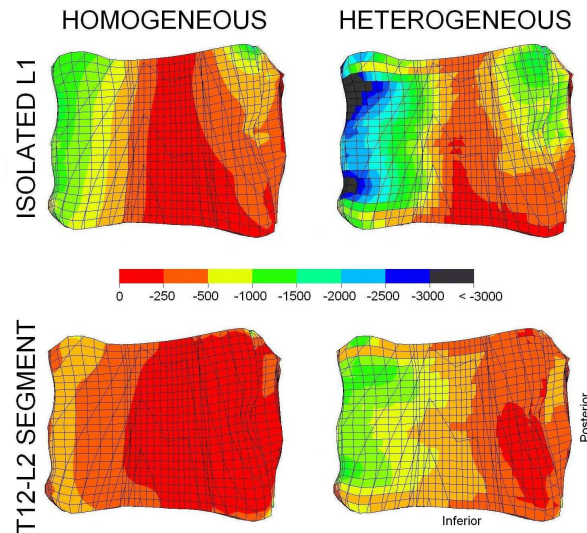 HOMOGENEOUS HETEROGENEOUS
ISOLATED L1
0 -250 -500 -1000 -1500 -2000 -2500 -3000 < -3000
T12-L2 SEGMENT
Posterior
Inferior